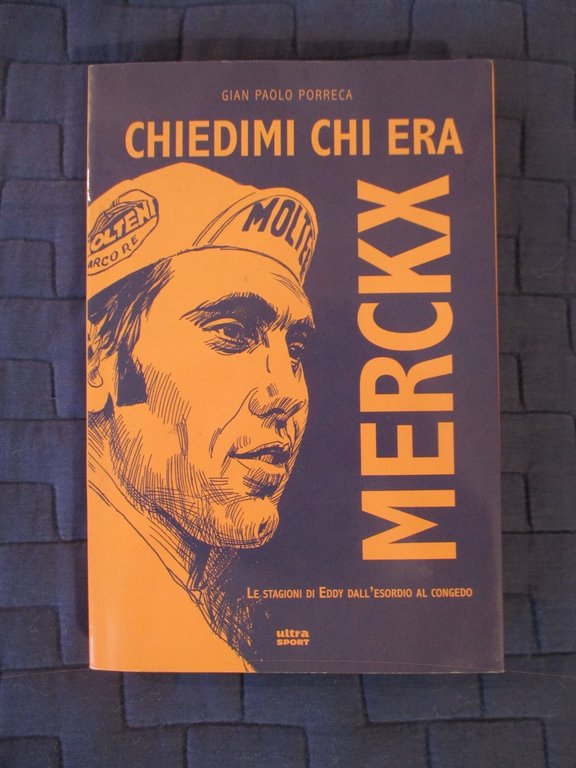 GIAN PAOLO PORRECA
CHIEDIMI CHI ERA
MERCKX
MOLTENI
ARCORE
MOLTE
LE STAGIONI DI EDDY DALL'ESORDIO AL CONGEDO
ultra
SPORT